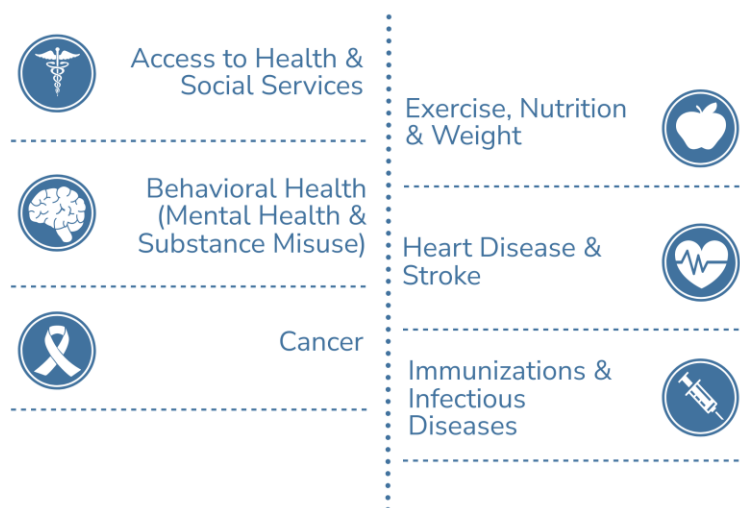 Access to Health &
Social Services
Behavioral Health
(Mental Health &
Substance Misuse)
Cancer
Exercise, Nutrition
& Weight
Heart Disease &
Stroke
Immunizations &
Infectious
Diseases